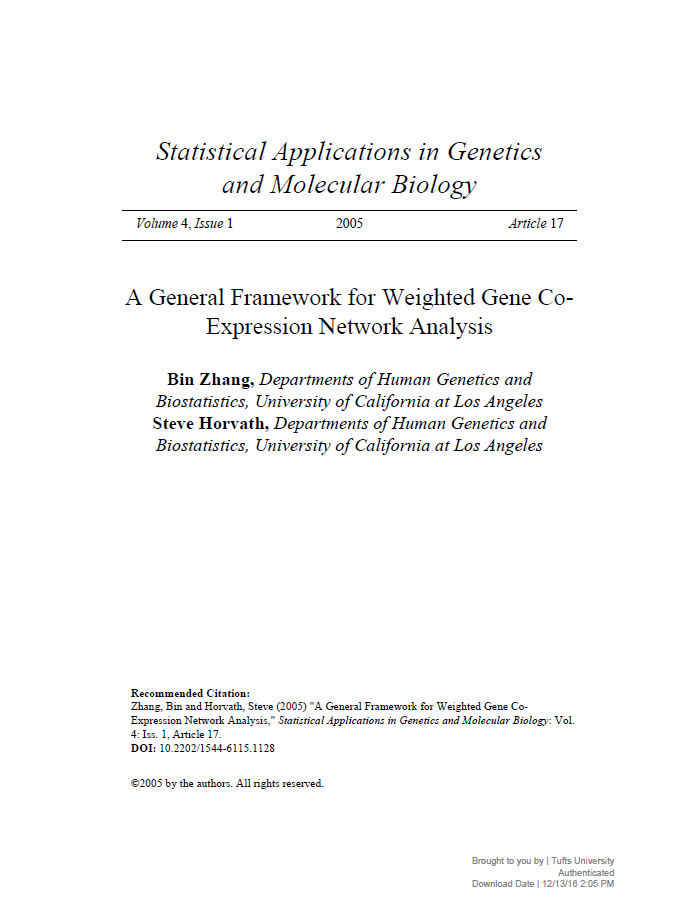 Statistical Applications in Genetics
and Molecular Biology
Volume 4, Issue 1 2005 Article 17
A General Framework for Weighted Gene Co-
Expression Network Analysis
Bin Zhang, Departments of Human Genetics and
Biostatistics, University of California at Los Angeles
Steve Horvath, Departments of Human Genetics and
Biostatistics, University of California at Los Angeles
Recommended Citation:
Zhang, Bin and Horvath, Steve (2005) "A General Framework for Weighted Gene Co-
Expression Network Analysis," Statistical Applications in Genetics and Molecular Biology: Vol.
4: Iss. 1, Article 17.
DOI: 10.2202/1544-6115.1128
©2005 by the authors. All rights reserved.
Brought to you by | Tufts University
Authenticated
Download Date | 12/13/16 2:05 PM